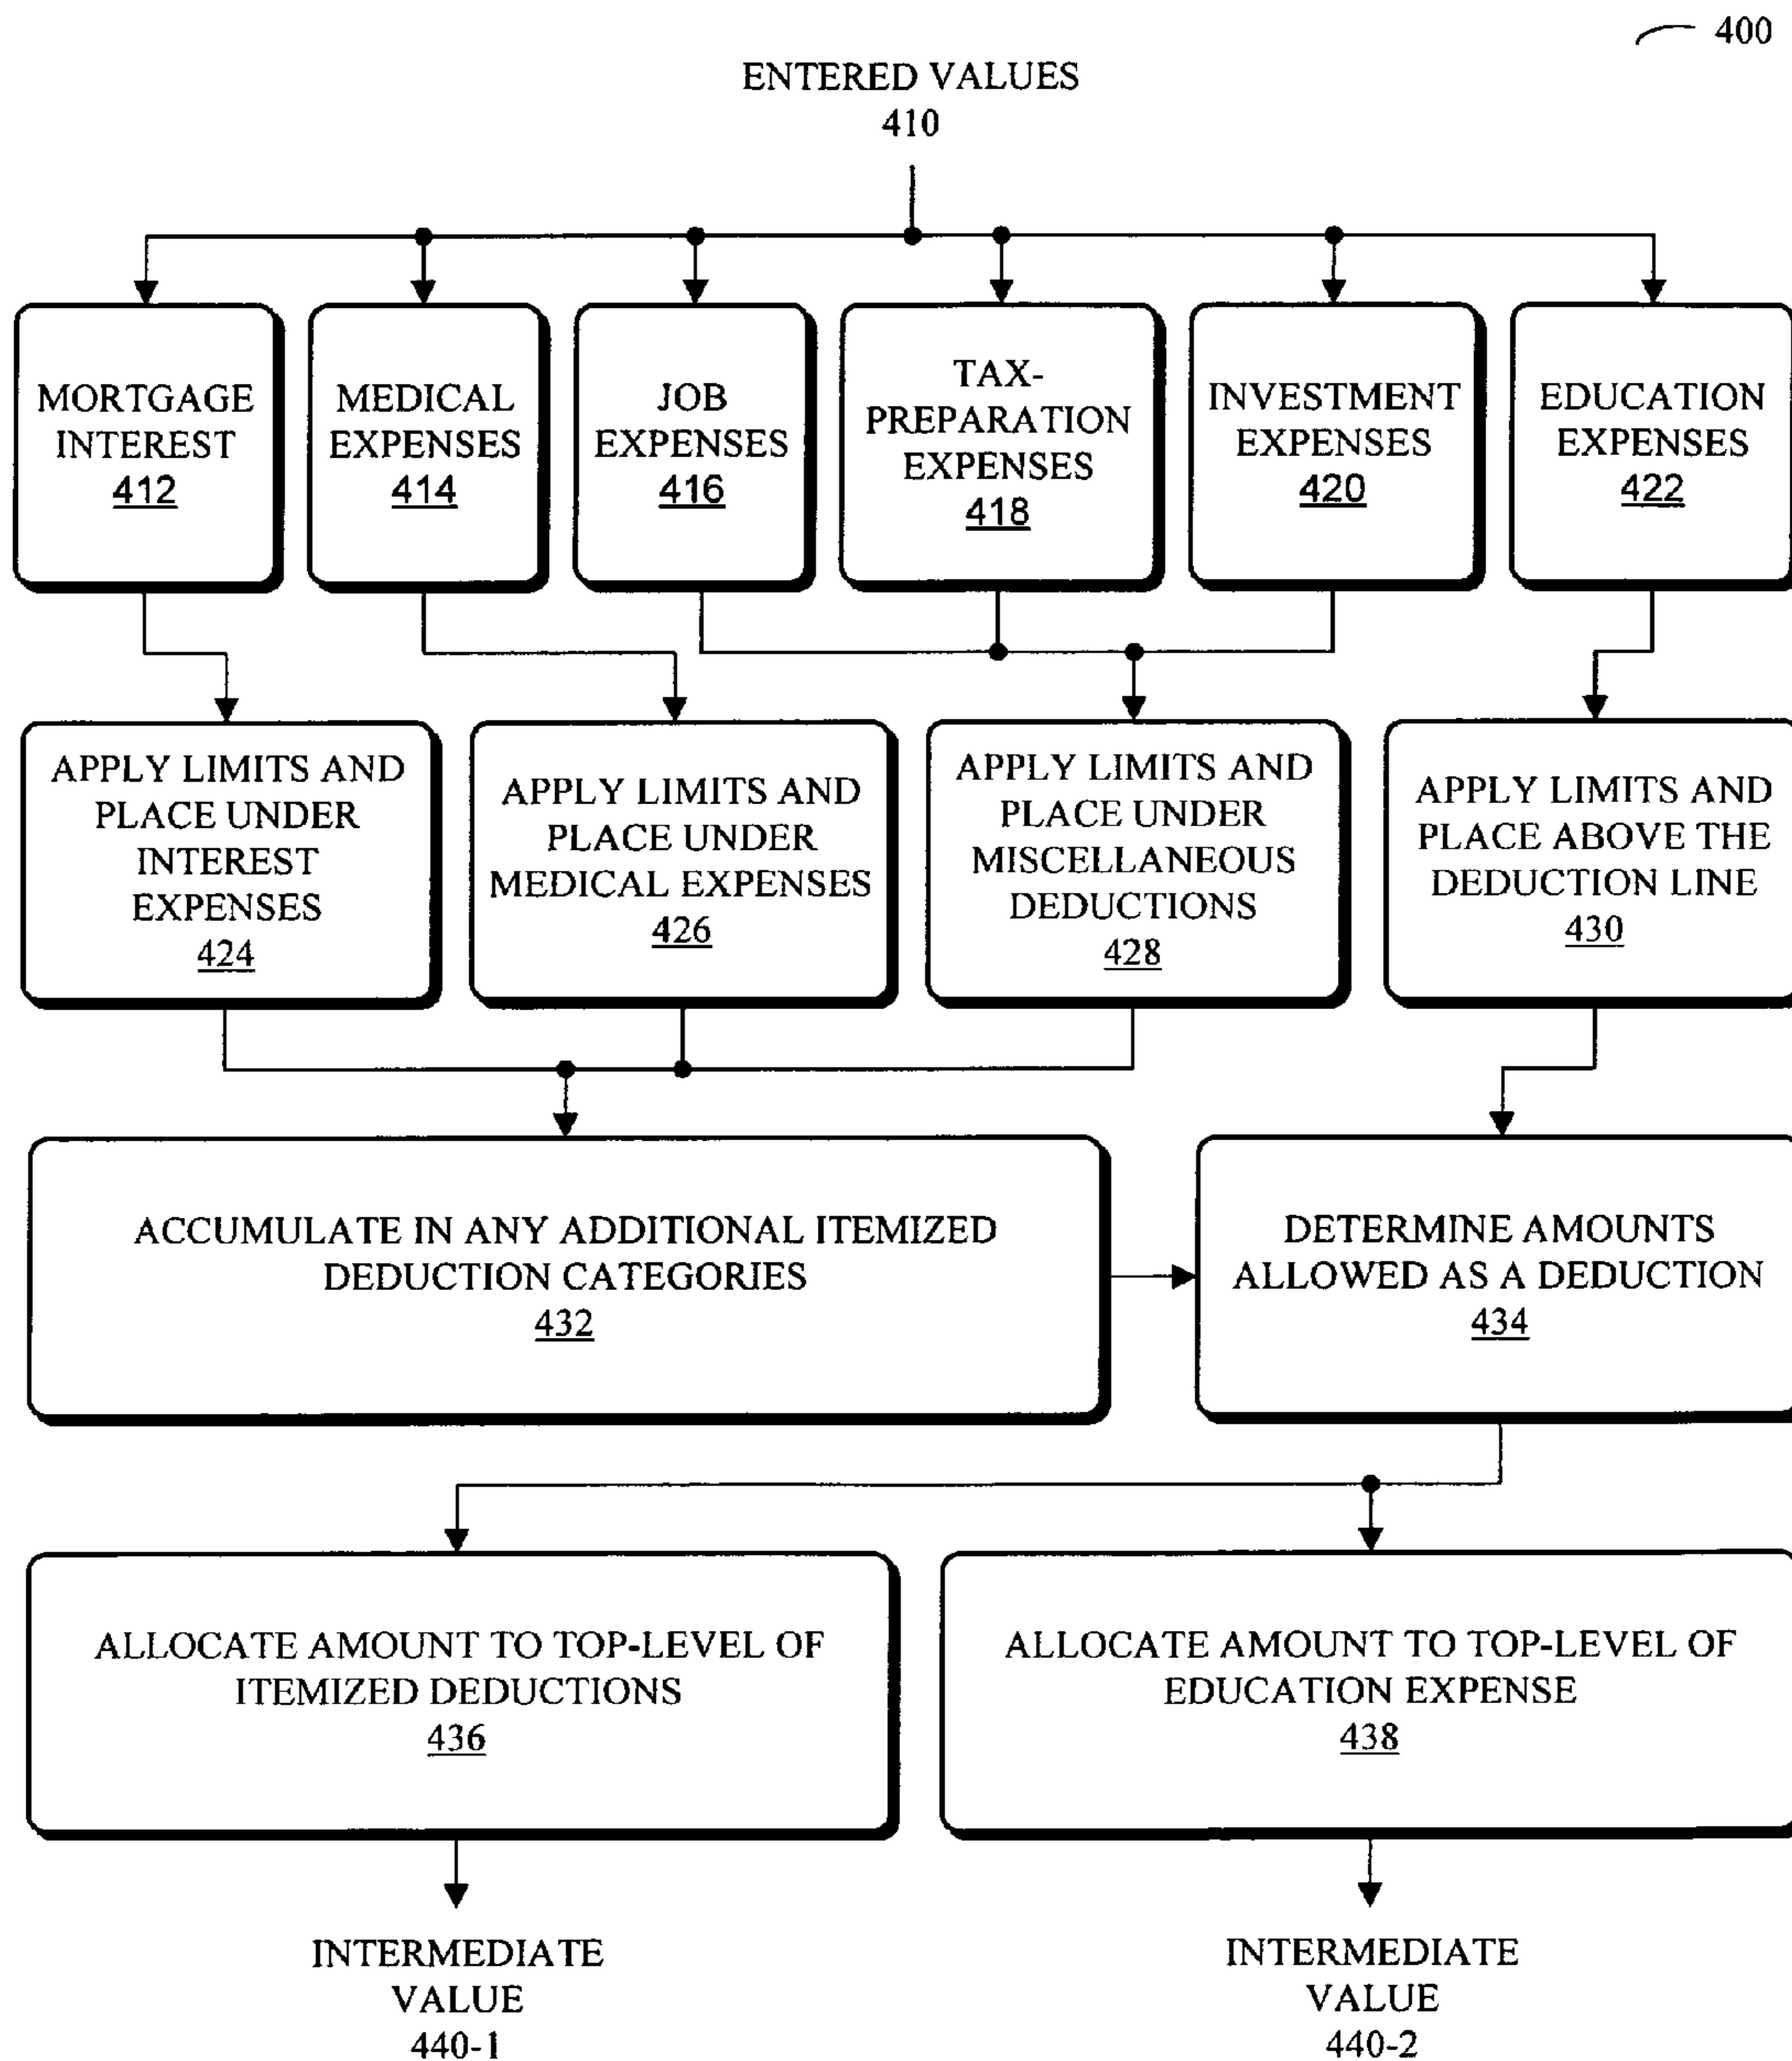 400
ENTERED VALUES
410
MORTGAGE
INTEREST
412
MEDICAL
EXPENSES
414
JOB
EXPENSES
416
TAX-
PREPARATION
EXPENSES
418
INVESTMENT
EXPENSES
420
EDUCATION
EXPENSES
422
APPLY LIMITS AND
PLACE UNDER
INTEREST
EXPENSES
424
APPLY LIMITS AND
PLACE UNDER
MEDICAL EXPENSES
426
APPLY LIMITS AND
PLACE UNDER
MISCELLANEOUS
DEDUCTIONS
428
APPLY LIMITS AND
PLACE ABOVE THE
DEDUCTION LINE
430
ACCUMULATE IN ANY ADDITIONAL ITEMIZED
DEDUCTION CATEGORIES
432
DETERMINE AMOUNTS
ALLOWED AS A DEDUCTION
434
ALLOCATE AMOUNT TO TOP-LEVEL OF
ITEMIZED DEDUCTIONS
436
ALLOCATE AMOUNT TO TOP-LEVEL OF
EDUCATION EXPENSE
438
INTERMEDIATE
VALUE
440-1
INTERMEDIATE
VALUE
440-2